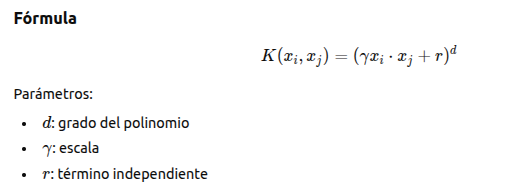 Fórmula
K(xᵢ, xⱼ) = (γxᵢ · xⱼ + r)ᵈ
Parámetros:
• d: grado del polinomio
• γ: escala
• r: término independiente